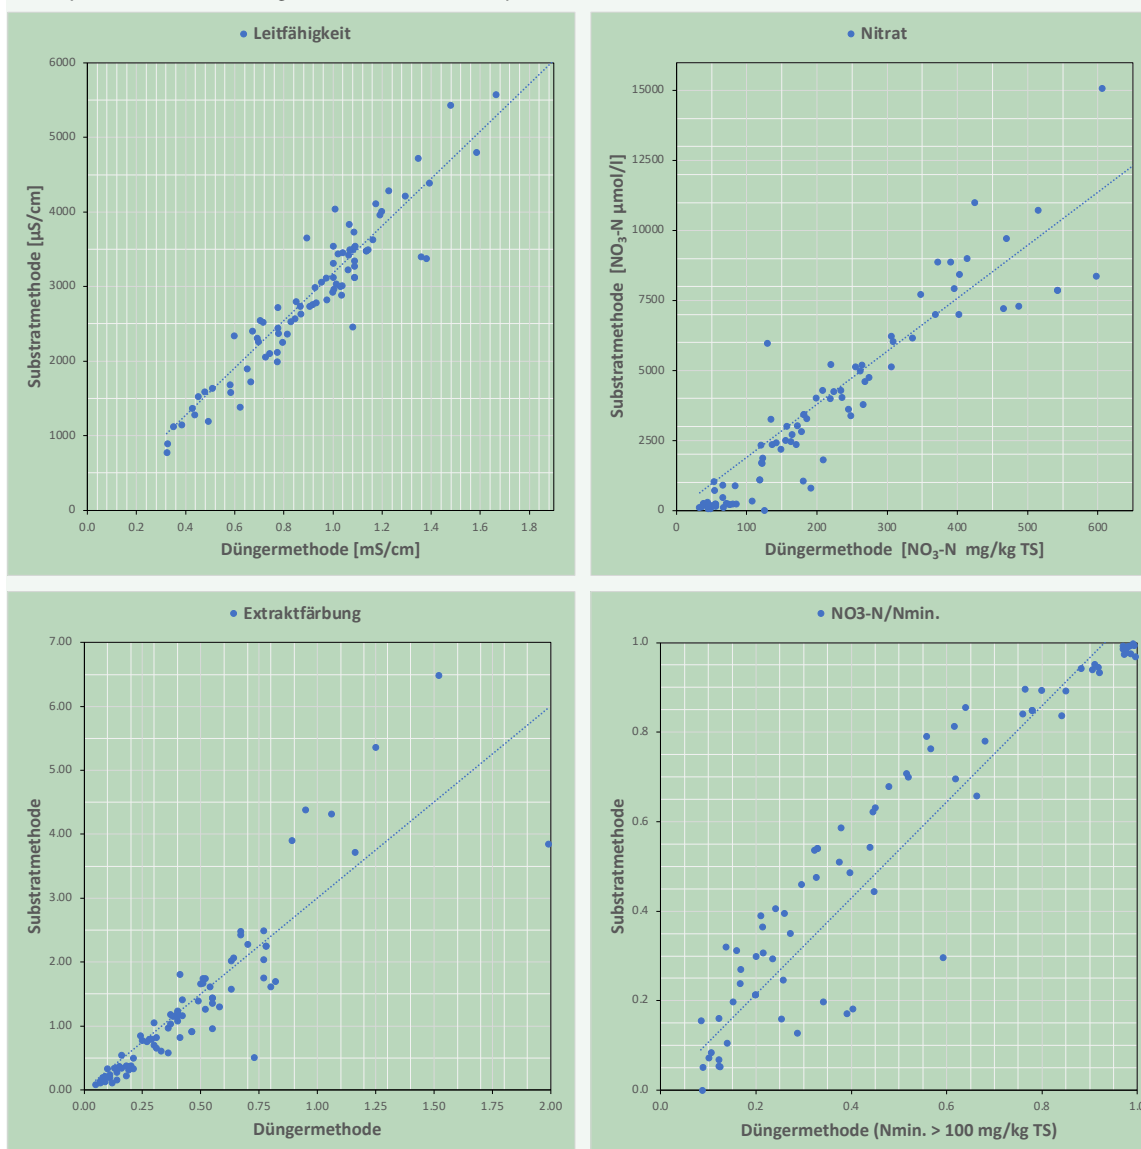 Leitfähigkeit
6000
5000
4000
3000
2000
1000
0
Substratmethode [µS/cm]
0.0 0.2 0.4 0.6 0.8 1.0 1.2 1.4 1.6 1.8
Düngermethode [mS/cm]
Nitrat
15000
12500
10000
7500
5000
2500
0
Substratmethode [NO₃-N µmol/l]
0 100 200 300 400 500 600
Düngermethode [NO₃-N mg/kg TS]
Extraktfärbung
7.00
6.00
5.00
4.00
3.00
2.00
1.00
0.00
Substratmethode
0.00 0.25 0.50 0.75 1.00 1.25 1.50 1.75 2.00
Düngermethode
NO3-N/Nmin.
1.0
0.8
0.6
0.4
0.2
0.0
Substratmethode
0.0 0.2 0.4 0.6 0.8 1.0
Düngermethode (Nmin. > 100 mg/kg TS)